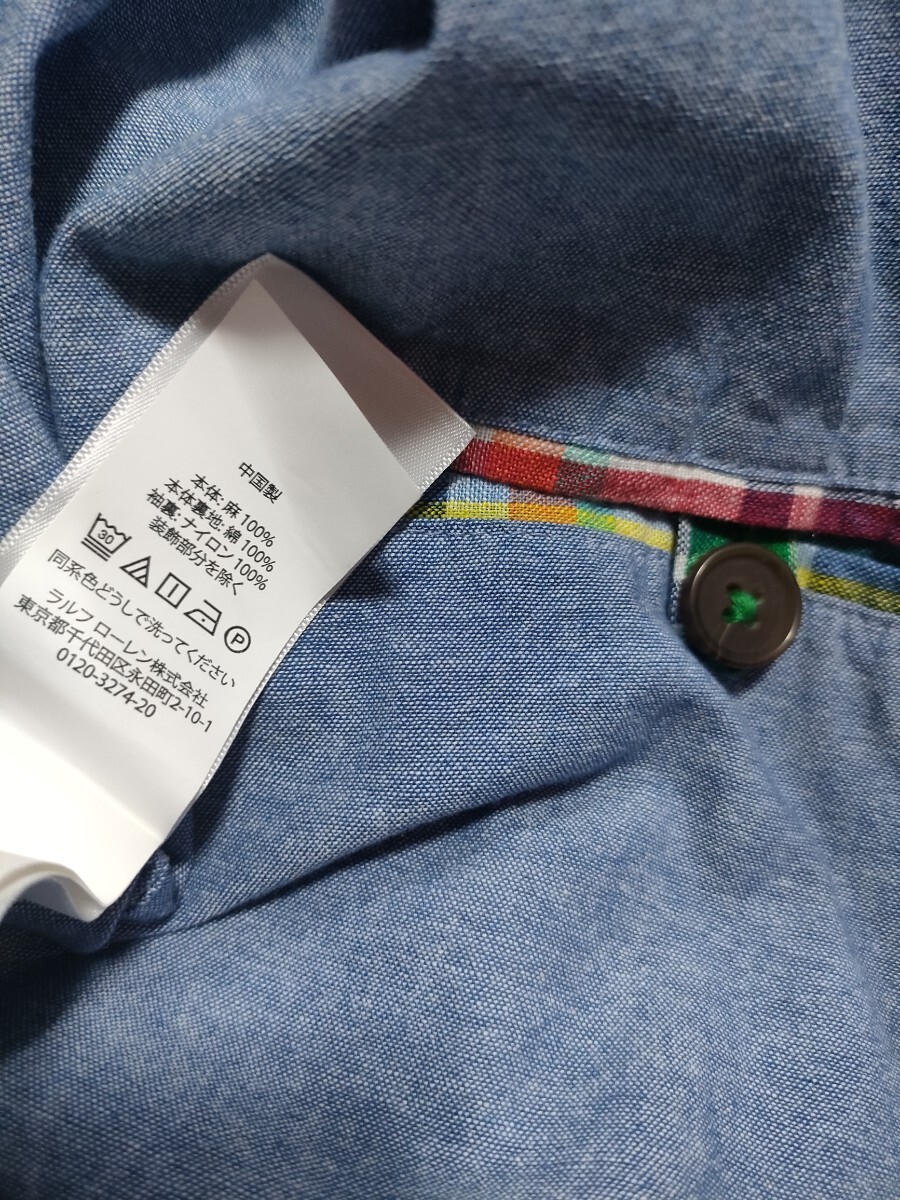 中国製
本体: 麻 100%
本体裏地: 綿 100%
袖裏: ナイロン 100%
装飾部分を除く
30 P
同系色どうしで洗ってください
ラルフ ローレン株式会社
東京都千代田区永田町2-10-1
0120-3274-20